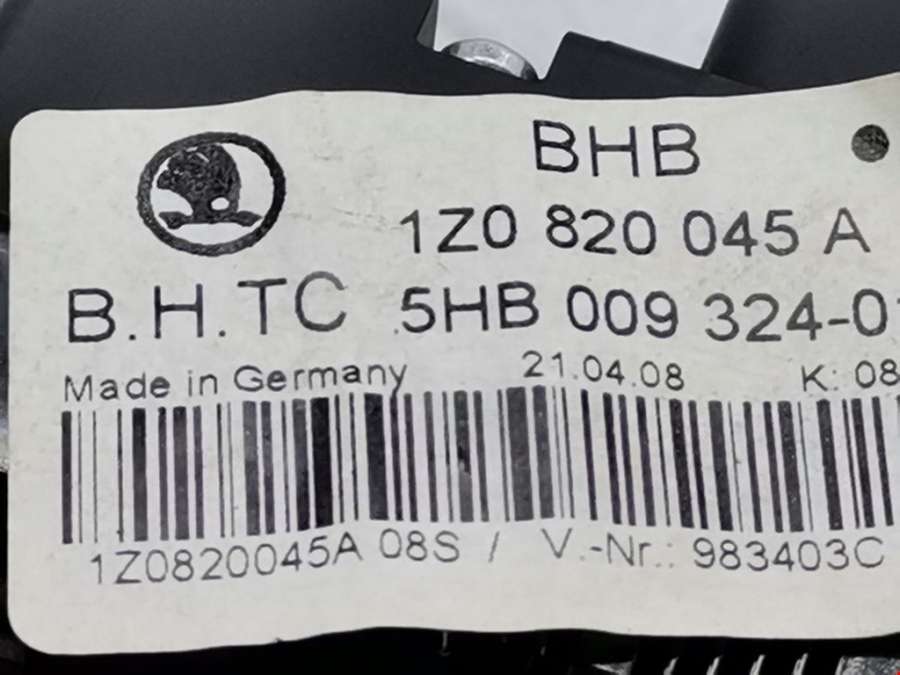 BHB
1Z0 820 045 A
B.H.TC 5HB 009 324-0
Made in Germany 21.04.08 K: 08
1Z0820045A 08S / V.-Nr.: 983403C